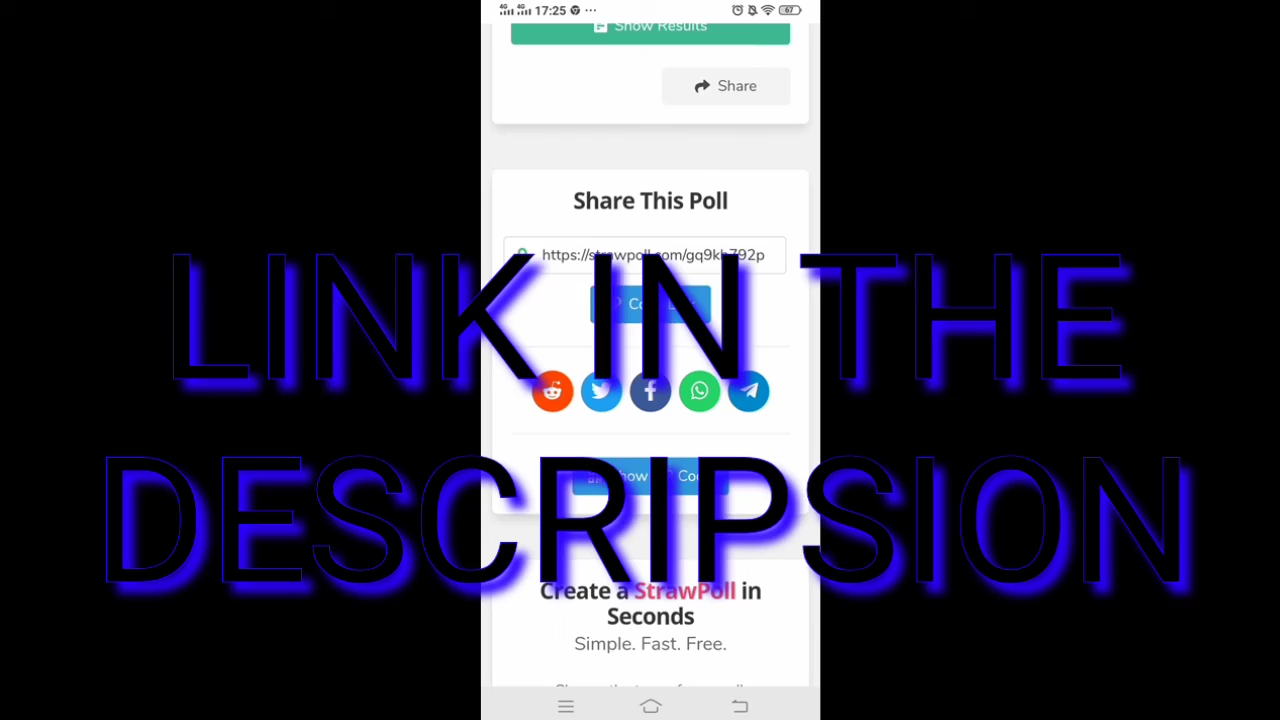 17:25
67
Show Results
Share
Share This Poll
LINK IN THE
DESCRIPSION
Create a StrawPoll in
Seconds
Simple. Fast. Free.